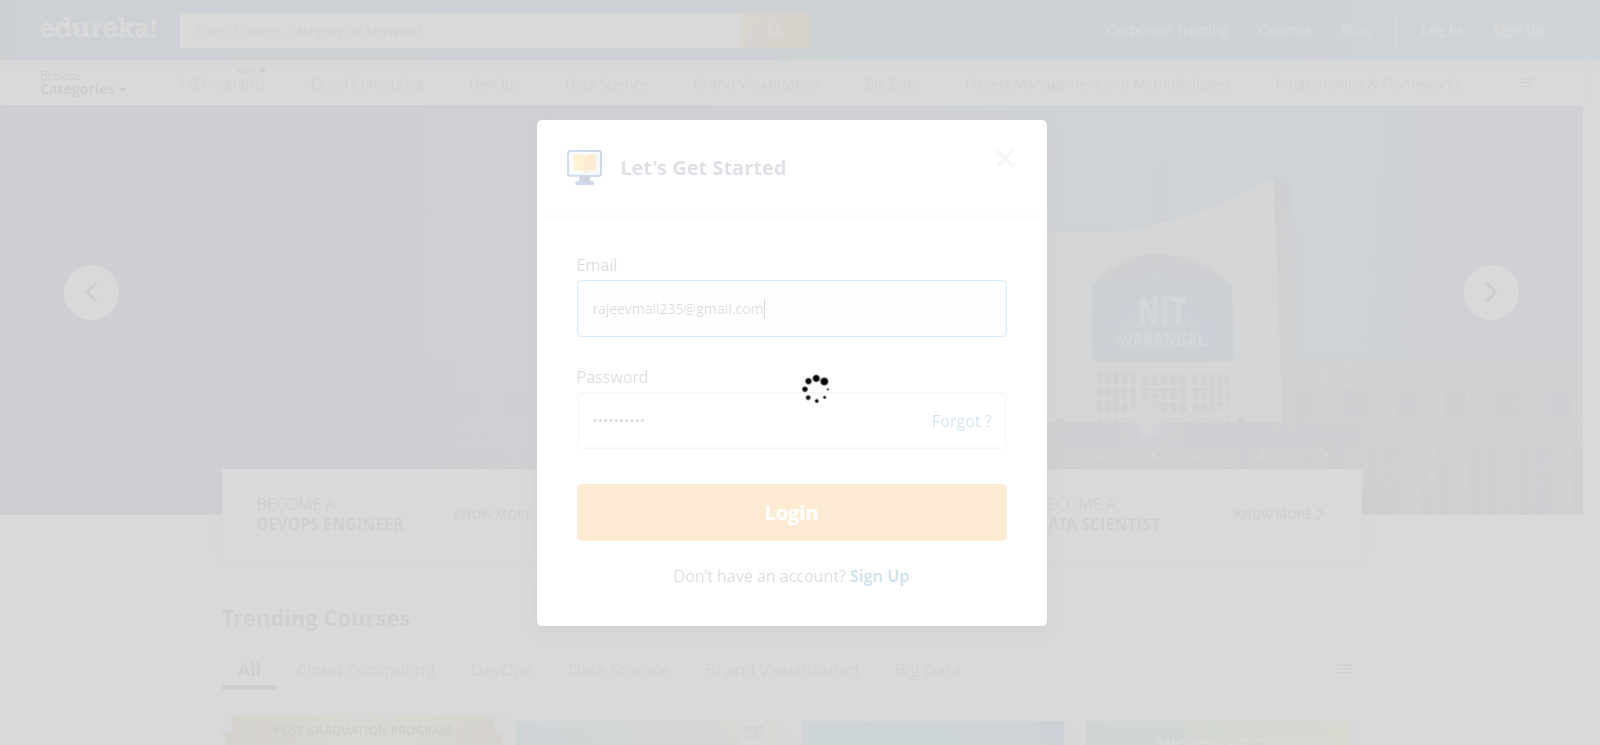 edureka!
Enter Course, Category or keyword
Corporate Training
Courses
Blog
Log In
Sign Up
Browse
Categories
NEW
PG Programs
Cloud Computing
DevOps
Data Science
BI and Visualization
Big Data
Project Management and Methodologies
Programming & Frameworks
Let's Get Started
Email
rajeevmail235@gmail.com
NIT
WARANGAL
Password
••••••••••
Forgot ?
BECOME A
DEVOPS ENGINEER
KNOW MORE
Login
ECOME A
ATA SCIENTIST
KNOW MORE
Don't have an account? Sign Up
Trending Courses
All
Cloud Computing
DevOps
Data Science
BI and Visualization
Big Data
POST GRADUATION PROGRAM
BEST
MICROSOFT CERTIFIED